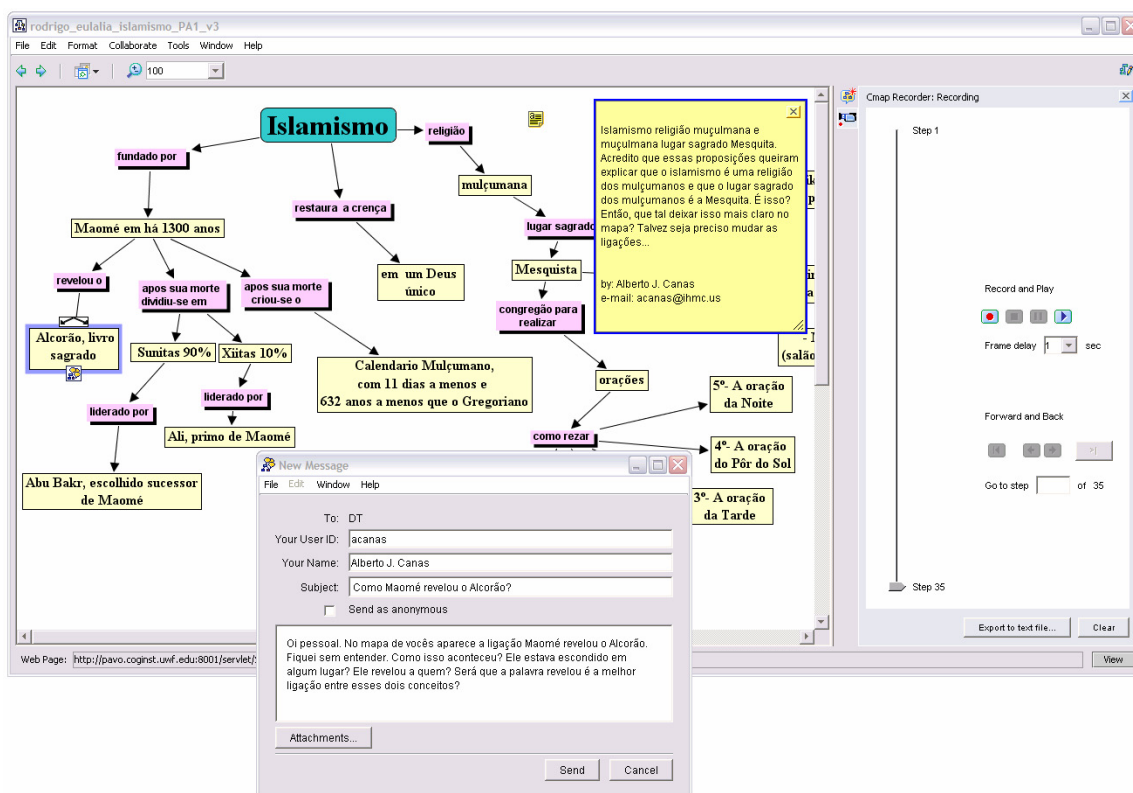 rodrigo_eulalia_islamismo_PA1_v3
File Edit Format Collaborate Tools Window Help
100
Islamismo
religião
fundado por
mulçumana
restaura a crença
lugar sagrado
Maomé em há 1300 anos
revelou o
apos sua morte
dividiu-se em
apos sua morte
criou-se o
em um Deus
único
Mesquista
congregação para
realizar
Alcorão, livro
sagrado
Sunitas 90%
Xiitas 10%
Calendario Mulçumano,
com 11 dias a menos e
632 anos a menos que o Gregoriano
orações
(salão
liderado por
liderado por
5º- A oração
da Noite
Ali, primo de Maomé
como rezar
4º- A oração
do Pôr do Sol
Abu Bakr, escolhido sucessor
de Maomé
3º- A oração
da Tarde
Islamismo religião muçulmana e
muçulmana lugar sagrado Mesquita.
Acredito que essas proposições queiram
explicar que o islamismo é uma religião
dos mulçumanos e que o lugar sagrado
dos mulçumanos é a Mesquita. É isso?
Então, que tal deixar isso mais claro no
mapa? Talvez seja preciso mudar as
ligações...
by: Alberto J. Canas
e-mail: acanas@ihmc.us
Cmap Recorder: Recording
Step 1
Record and Play
Frame delay 1 sec
Forward and Back
Go to step of 35
Step 35
Export to text file... Clear
Web Page: http://pavo.coginst.uwf.edu:8001/servlet/
View
New Message
File Edit Window Help
To: DT
Your User ID: acanas
Your Name: Alberto J. Canas
Subject: Como Maomé revelou o Alcorão?
Send as anonymous
Oi pessoal. No mapa de vocês aparece a ligação Maomé revelou o Alcorão.
Fiquei sem entender. Como isso aconteceu? Ele estava escondido em
algum lugar? Ele revelou a quem? Será que a palavra revelou é a melhor
ligação entre esses dois conceitos?
Attachments...
Send Cancel